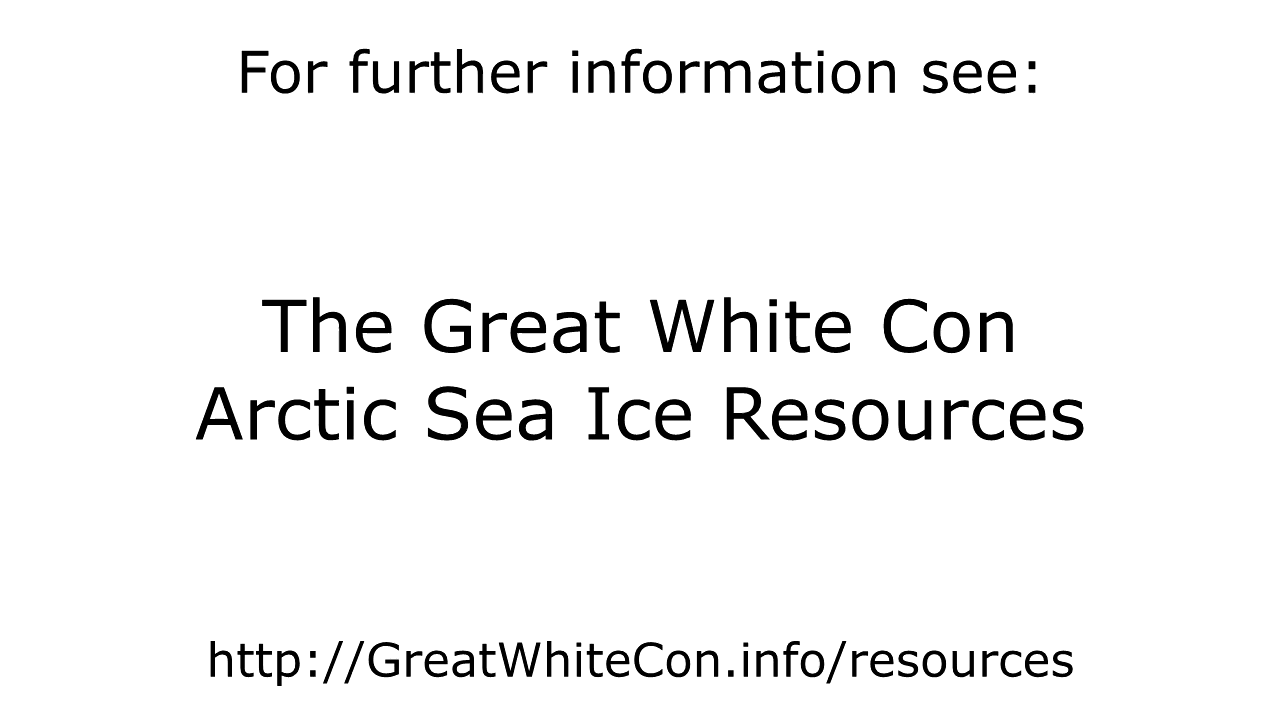 For further information see:
The Great White Con
Arctic Sea Ice Resources
http://GreatWhiteCon.info/resources